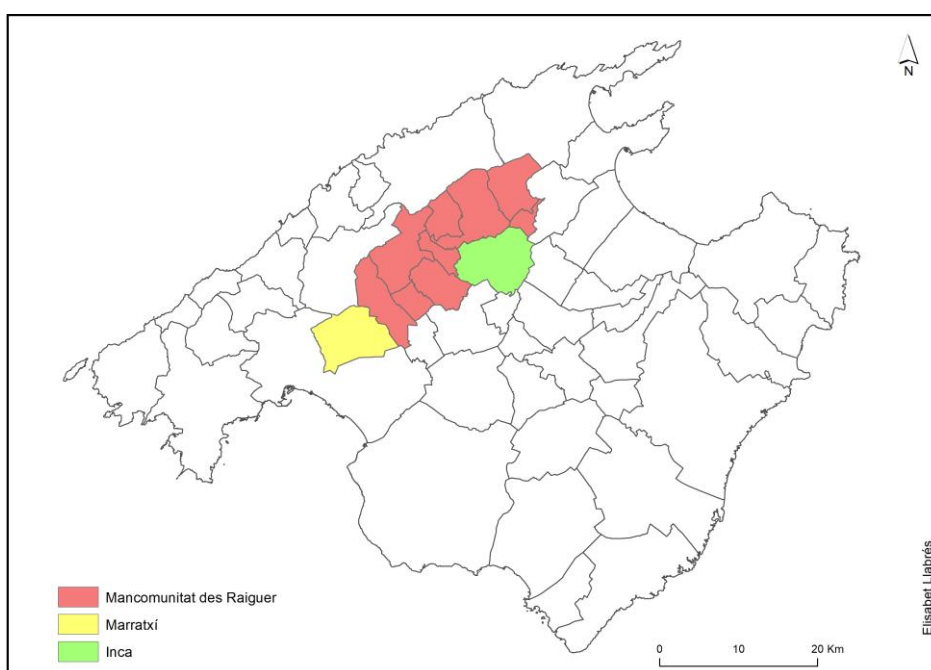 N
Mancomunitat des Raiguer
Marratxí
Inca
0 10 20 Km
Elisabet Llabrés